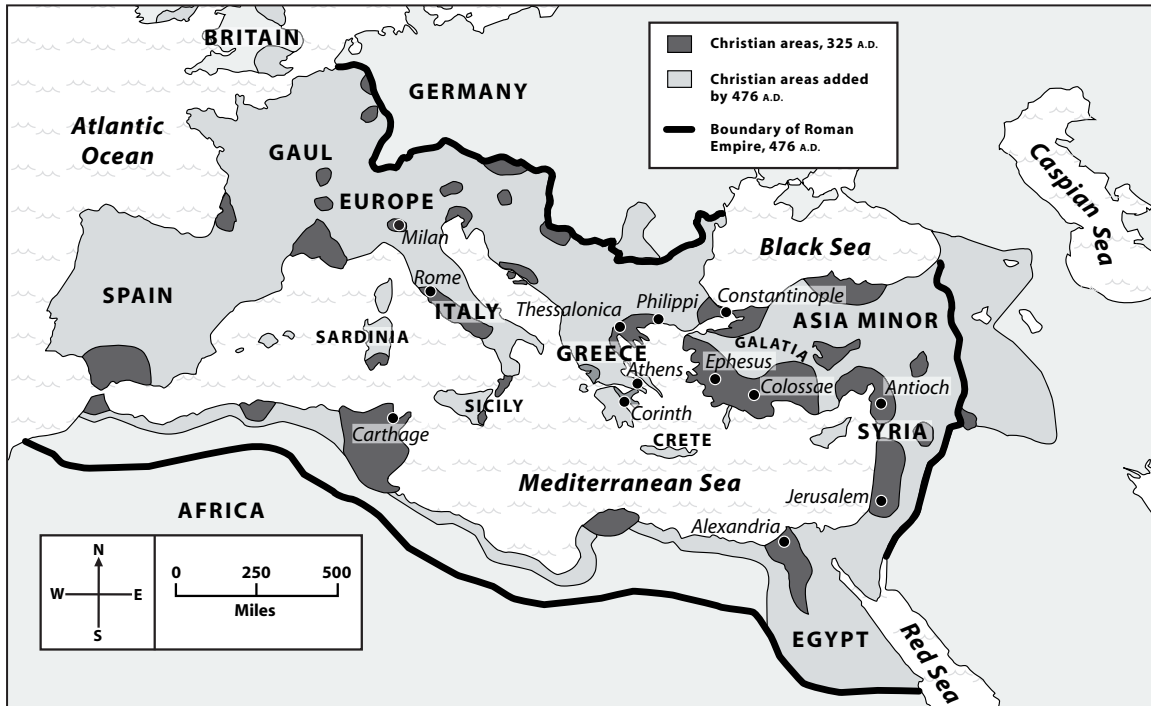 BRITAIN
GERMANY
Atlantic
Ocean
GAUL
EUROPE
Milan
SPAIN
Rome
ITALY
SARDINIA
SICILY
Carthage
AFRICA
Thessalonica
Philippi
Constantinople
Black Sea
Caspian Sea
ASIA MINOR
GALATIA
GREECE
Ephesus
Athens
Colossae
Antioch
Corinth
CRETE
SYRIA
Mediterranean Sea
Jerusalem
Alexandria
EGYPT
Red Sea
Christian areas, 325 A.D.
Christian areas added
by 476 A.D.
Boundary of Roman
Empire, 476 A.D.
N
W E
S
0 250 500
Miles